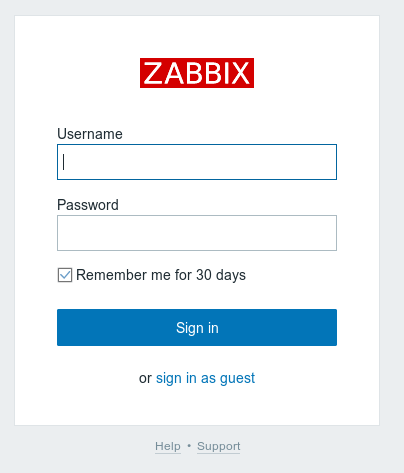 ZABBIX
Username
Password
Remember me for 30 days
Sign in
or sign in as guest
Help • Support